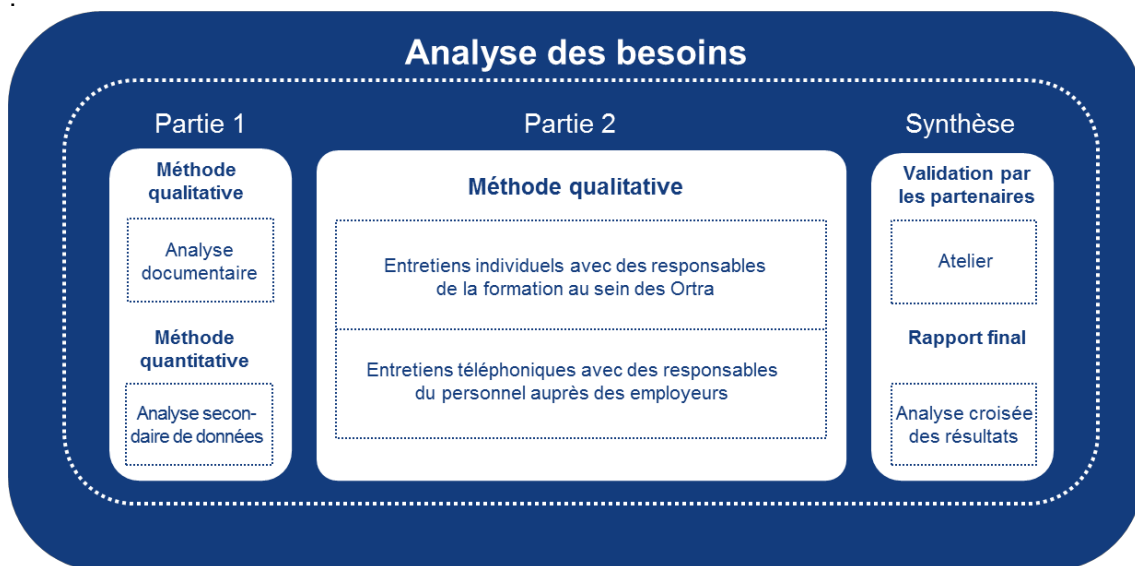 Analyse des besoins
Partie 1
Méthode
qualitative
Analyse
documentaire
Méthode
quantitative
Analyse secon-
daire de données
Partie 2
Méthode qualitative
Entretiens individuels avec des responsables
de la formation au sein des Ortra
Entretiens téléphoniques avec des responsables
du personnel auprès des employeurs
Synthèse
Validation par
les partenaires
Atelier
Rapport final
Analyse croisée
des résultats